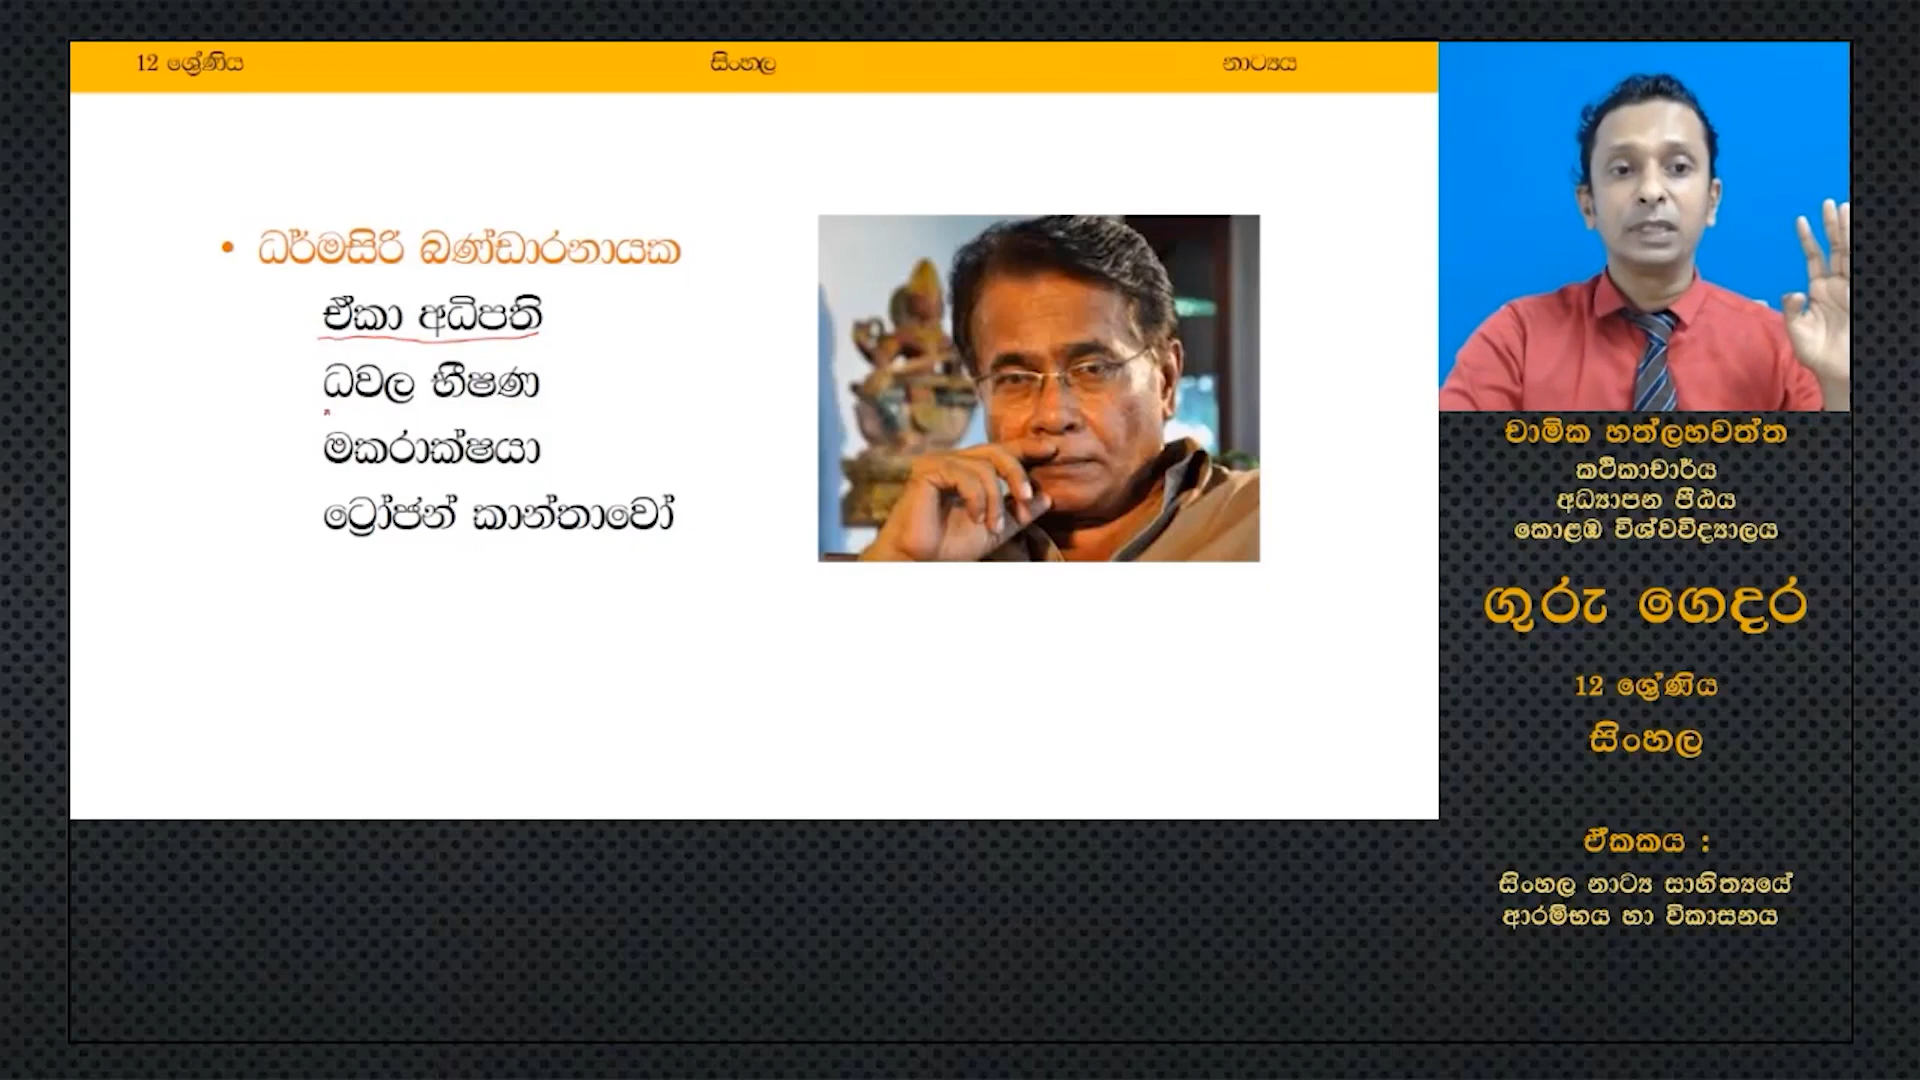 12 ශ්‍රේණිය සිංහල නාට්‍යය
• ධර්මසිරි බණ්ඩාරනායක
ඒකා අධිපති
ධවල භීෂණ
මකරාක්ෂයා
ට්‍රෝජන් කාන්තාවෝ
චාමික හත්ලහවත්ත
කථිකාචාර්ය
අධ්‍යාපන පීඨය
කොළඹ විශ්වවිද්‍යාලය
ගුරු ගෙදර
12 ශ්‍රේණිය
සිංහල
ඒකකය :
සිංහල නාට්‍ය සාහිත්‍යයේ
ආරම්භය හා විකාසනය